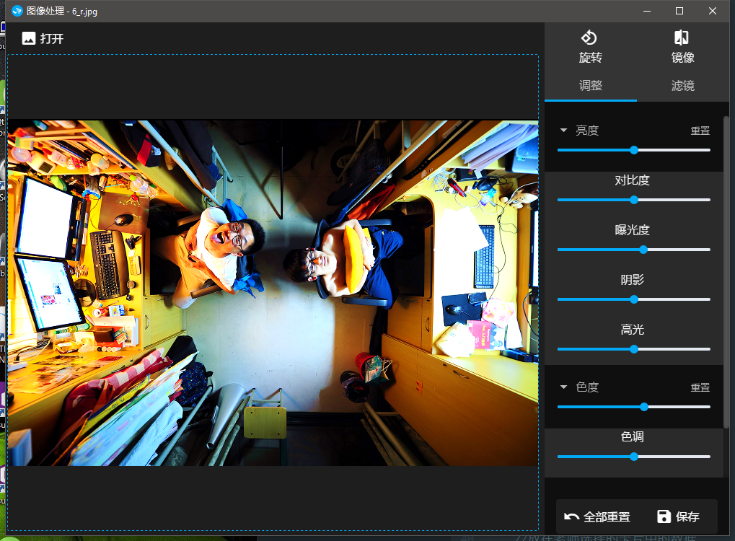 图像处理 - 6_r.jpg
打开
旋转
镜像
调整
滤镜
亮度
重置
对比度
曝光度
阴影
高光
色度
重置
色调
全部重置
保存